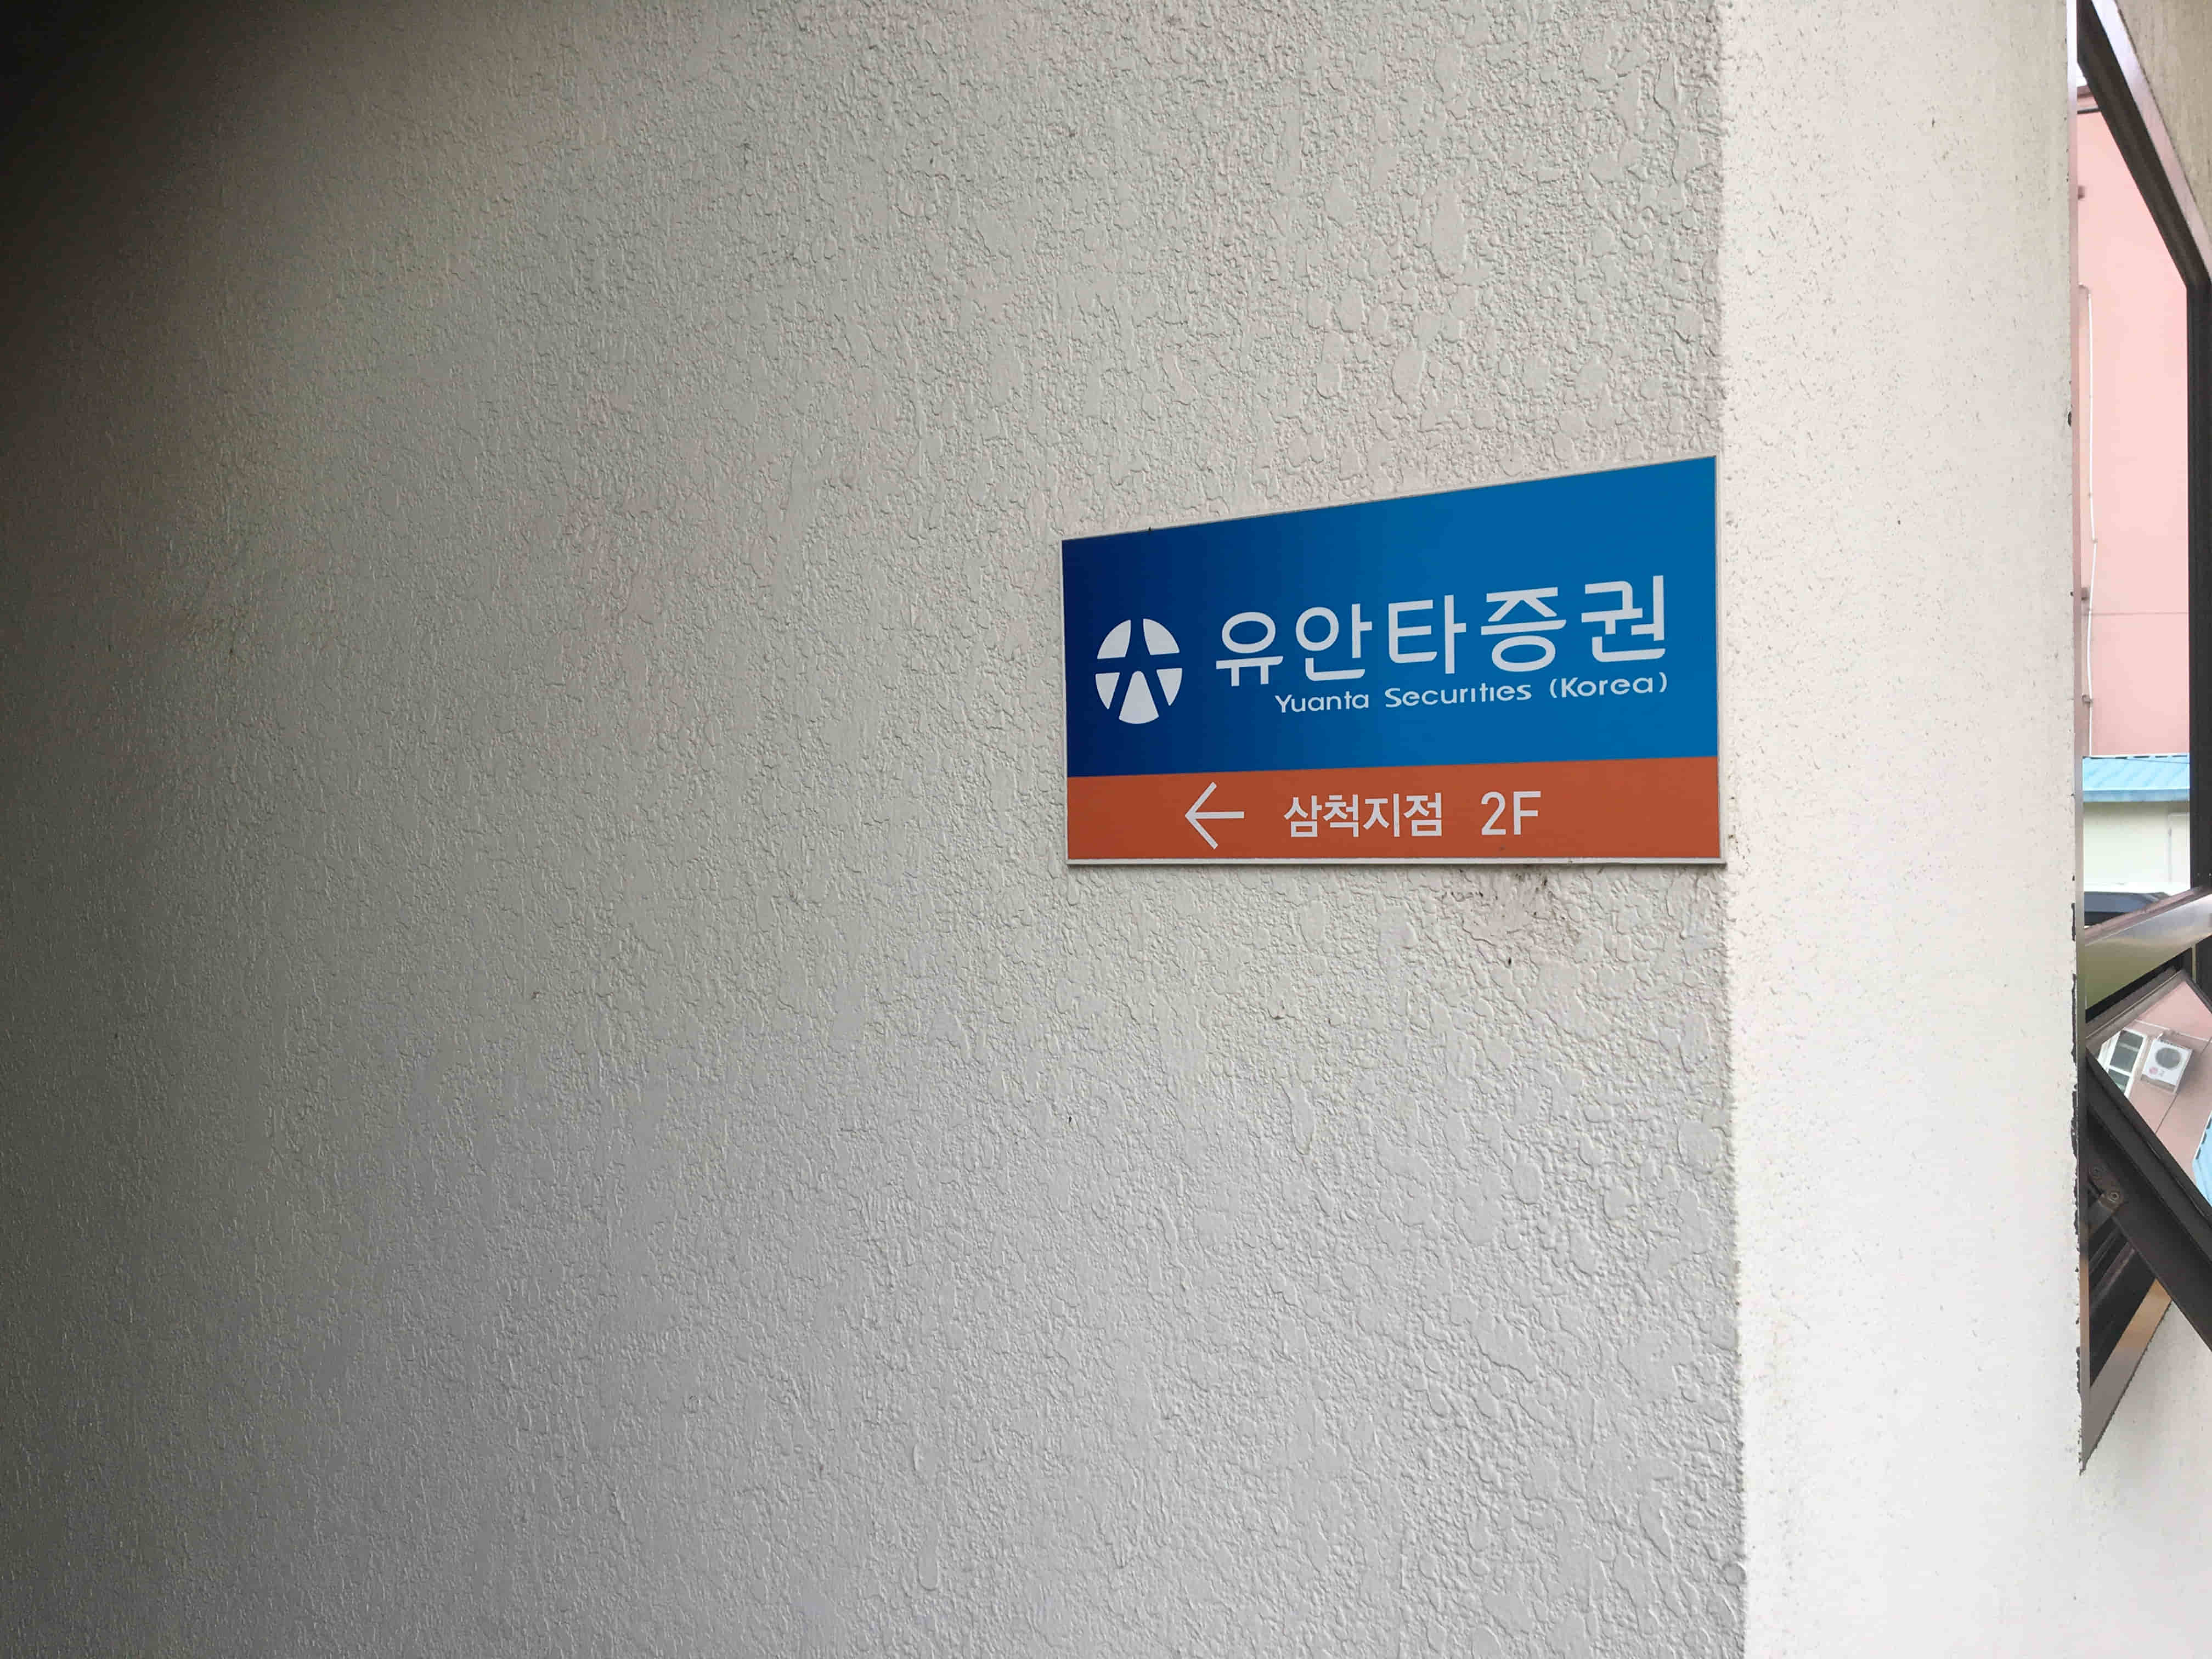 유안타증권
Yuanta Securities (Korea)
← 삼척지점 2F